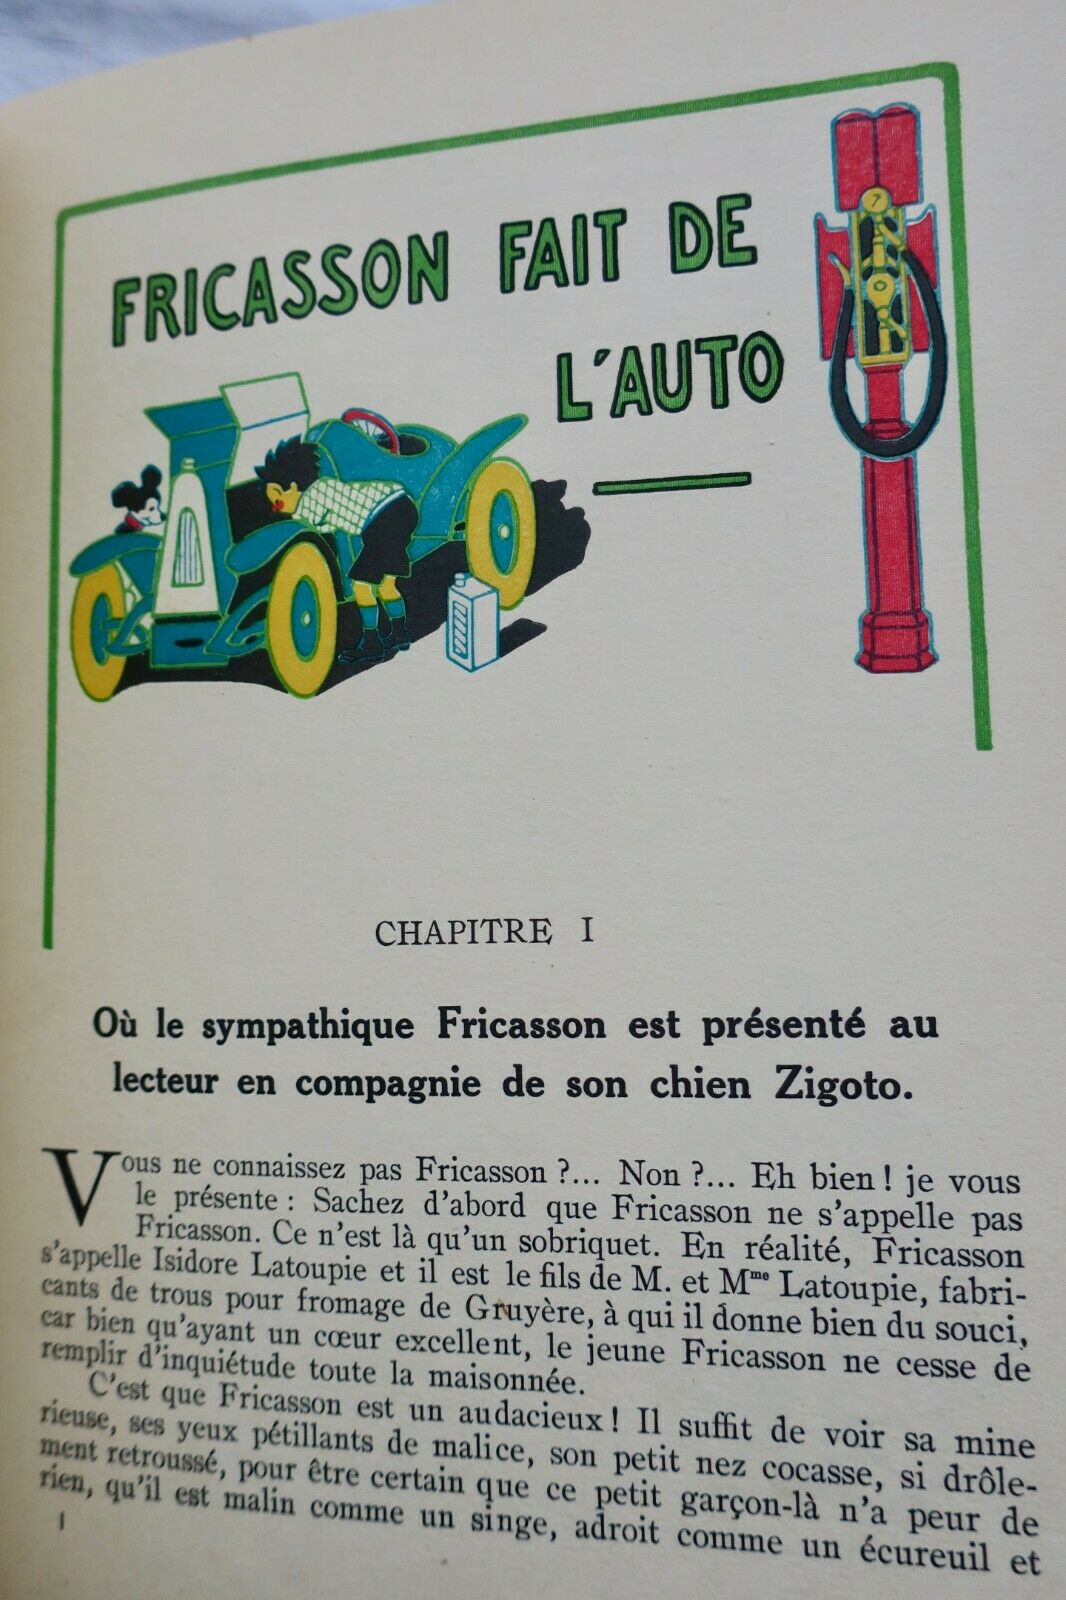 FRICASSON FAIT DE
L'AUTO
CHAPITRE I
Où le sympathique Fricasson est présenté au
lecteur en compagnie de son chien Zigoto.
Vous ne connaissez pas Fricasson ?... Non ?... Eh bien ! je vous
le présente : Sachez d'abord que Fricasson ne s'appelle pas
Fricasson. Ce n'est là qu'un sobriquet. En réalité, Fricasson
s'appelle Isidore Latoupie et il est le fils de M. et Mme Latoupie, fabri-
cants de trous pour fromage de Gruyère, à qui il donne bien du souci,
car bien qu'ayant un cœur excellent, le jeune Fricasson ne cesse de
remplir d'inquiétude toute la maisonnée.
C'est que Fricasson est un audacieux ! Il suffit de voir sa mine
rieuse, ses yeux pétillants de malice, son petit nez cocasse, si drôle-
ment retroussé, pour être certain que ce petit garçon-là n'a peur de
rien, qu'il est malin comme un singe, adroit comme un écureuil et
1